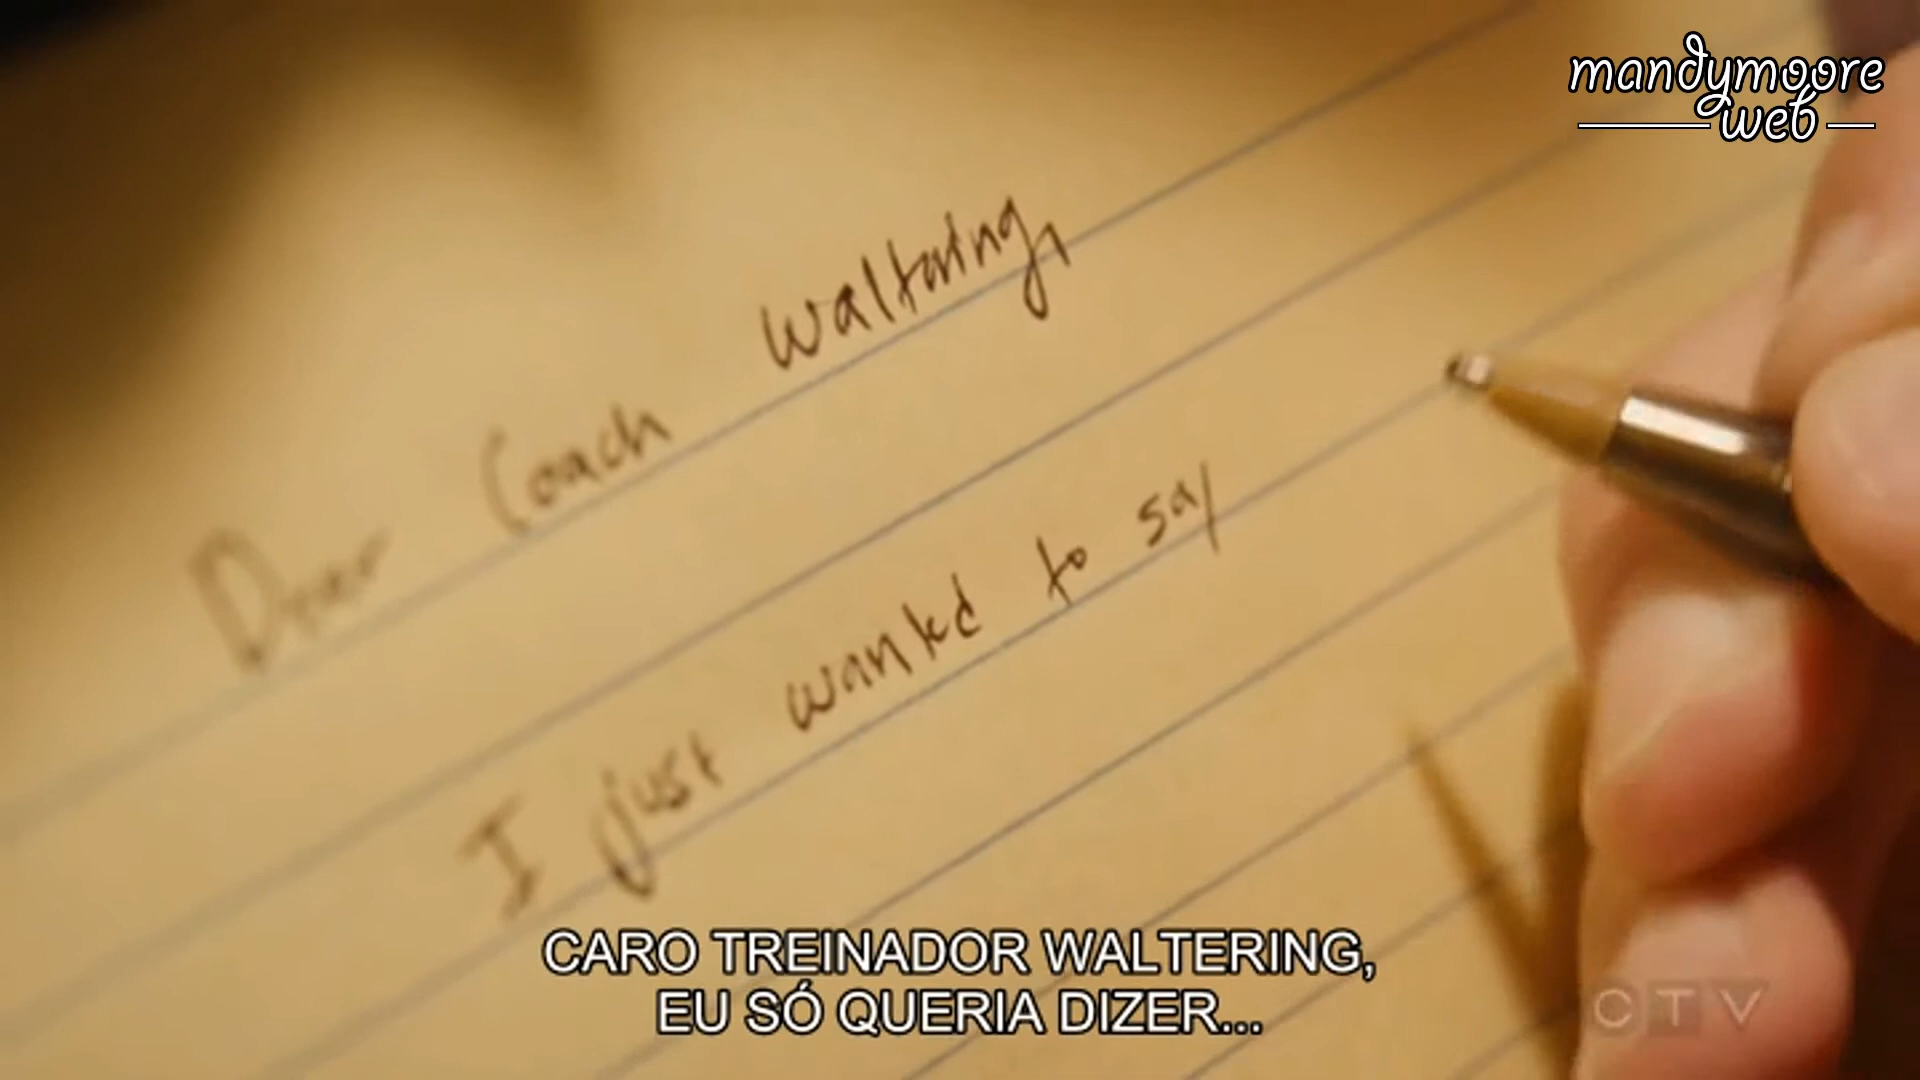 mandymoore
web
Dear Coach Waltering,
I just wanted to say
CARO TREINADOR WALTERING,
EU SÓ QUERIA DIZER...
CTV